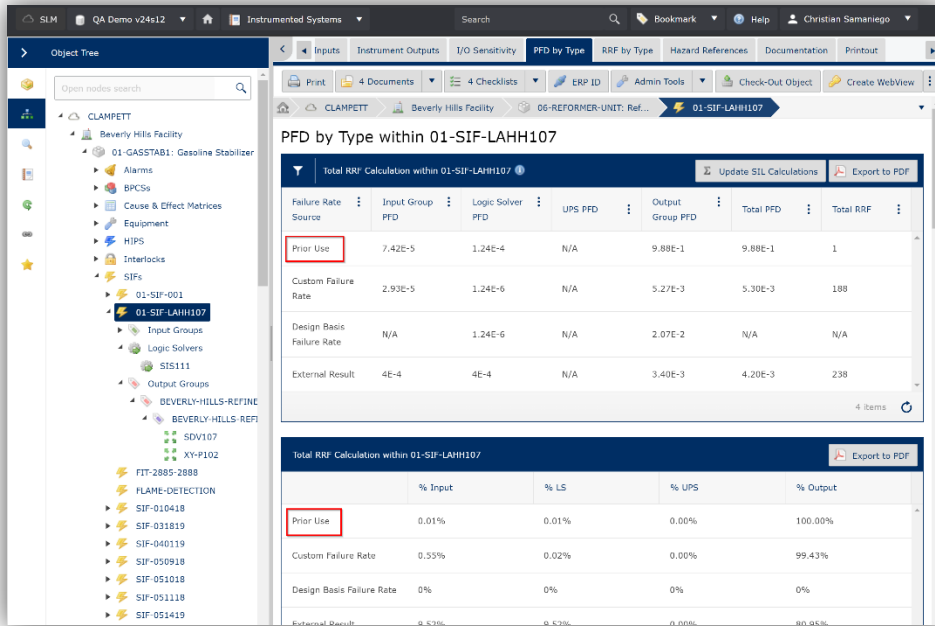 SLM QA Demo v24s12 Instrumented Systems Search Bookmark Help Christian Samaniego
Object Tree
Open nodes search
CLAMPETT
Beverly Hills Facility
01-GASSTAB1: Gasoline Stabilizer
Alarms
BPCSs
Cause & Effect Matrices
Equipment
HIPS
Interlocks
SIFs
01-SIF-001
01-SIF-LAHH107
Input Groups
Logic Solvers
SIS111
Output Groups
BEVERLY-HILLS-REFINE
BEVERLY-HILLS-REFI
SDV107
XY-P102
FIT-2885-2888
FLAME-DETECTION
SIF-010418
SIF-031819
SIF-040119
SIF-050918
SIF-051018
SIF-051118
SIF-051419
Inputs Instrument Outputs I/O Sensitivity PFD by Type RRF by Type Hazard References Documentation Printout
Print 4 Documents 4 Checklists ERP ID Admin Tools Check-Out Object Create WebView
CLAMPETT Beverly Hills Facility 06-REFORMER-UNIT: Ref... 01-SIF-LAHH107
PFD by Type within 01-SIF-LAHH107
Total RRF Calculation within 01-SIF-LAHH107 Σ Update SIL Calculations Export to PDF
Failure Rate Source Input Group PFD Logic Solver PFD UPS PFD Output Group PFD Total PFD Total RRF
Prior Use 7.42E-5 1.24E-4 N/A 9.88E-1 9.88E-1 1
Custom Failure Rate 2.93E-5 1.24E-6 N/A 5.27E-3 5.30E-3 188
Design Basis Failure Rate N/A 1.24E-6 N/A 2.07E-2 N/A N/A
External Result 4E-4 4E-4 N/A 3.40E-3 4.20E-3 238
4 items
Total RRF Calculation within 01-SIF-LAHH107 Export to PDF
% Input % LS % UPS % Output
Prior Use 0.01% 0.01% 0.00% 100.00%
Custom Failure Rate 0.55% 0.02% 0.00% 99.43%
Design Basis Failure Rate 0% 0% 0% 0%
External Result 9.52% 9.52% 0.00% 80.95%